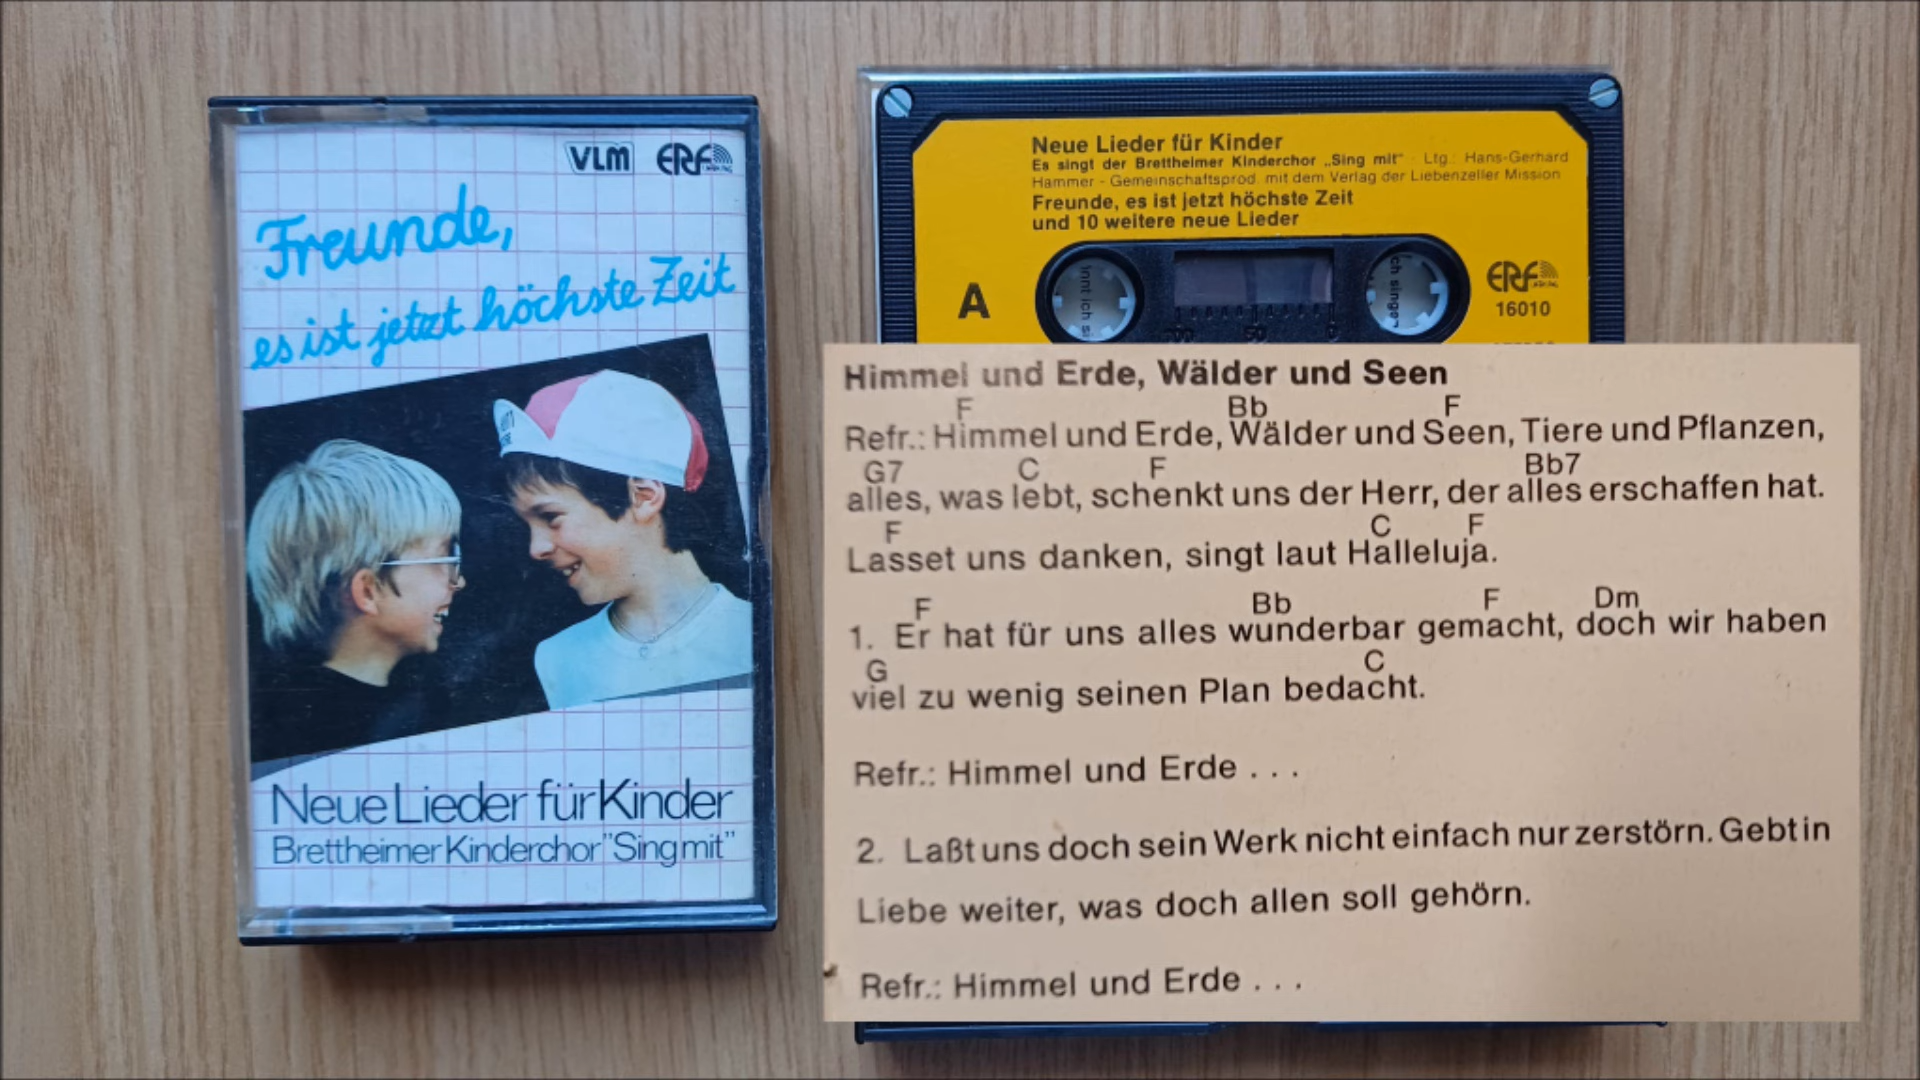 VLM ERF
Freunde,
es ist jetzt höchste Zeit
Neue Lieder für Kinder
Brettheimer Kinderchor "Sing mit"
Neue Lieder für Kinder
Es singt der Brettheimer Kinderchor „Sing mit" · Ltg.: Hans-Gerhard
Hammer - Gemeinschaftsprod. mit dem Verlag der Liebenzeller Mission
Freunde, es ist jetzt höchste Zeit
und 10 weitere neue Lieder
A
ERF
16010
100 50 0
Himmel und Erde, Wälder und Seen
F Bb F
Refr.: Himmel und Erde, Wälder und Seen, Tiere und Pflanzen,
G7 C F Bb7
alles, was lebt, schenkt uns der Herr, der alles erschaffen hat.
F C F
Lasset uns danken, singt laut Halleluja.
F Bb F Dm
1. Er hat für uns alles wunderbar gemacht, doch wir haben
G C
viel zu wenig seinen Plan bedacht.
Refr.: Himmel und Erde . . .
2. Laßt uns doch sein Werk nicht einfach nur zerstörn. Gebt in
Liebe weiter, was doch allen soll gehörn.
Refr.: Himmel und Erde . . .